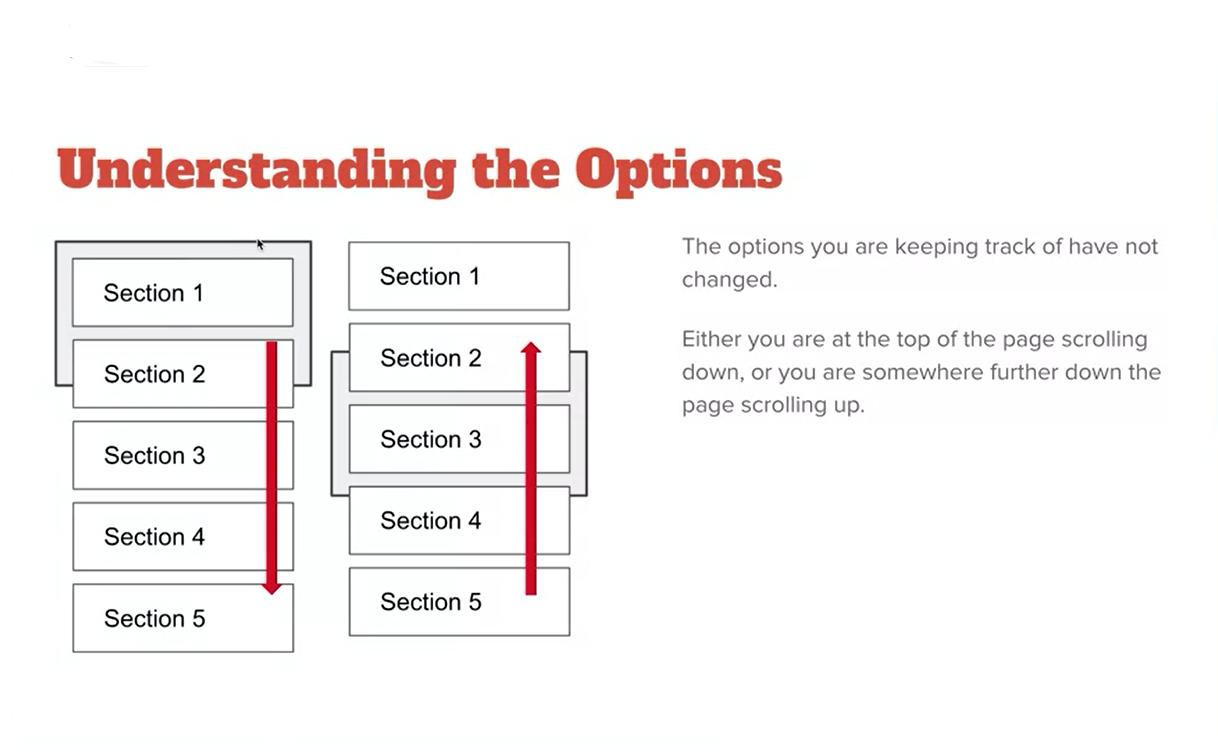 Understanding the Options
Section 1
Section 2
Section 3
Section 4
Section 5
Section 1
Section 2
Section 3
Section 4
Section 5
The options you are keeping track of have not
changed.
Either you are at the top of the page scrolling
down, or you are somewhere further down the
page scrolling up.